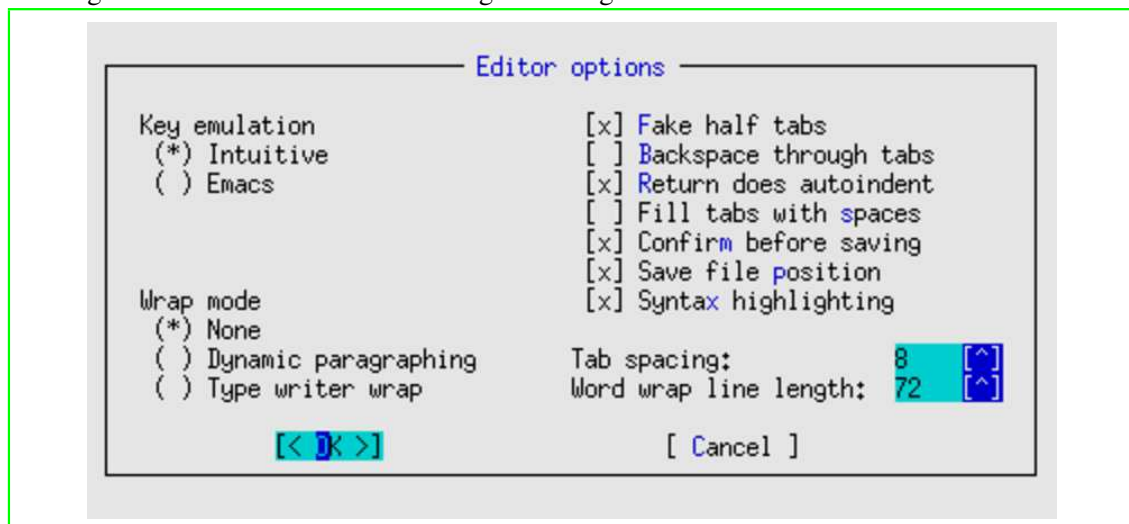 Editor options
Key emulation
(*) Intuitive
( ) Emacs
Wrap mode
(*) None
( ) Dynamic paragraphing
( ) Type writer wrap
[x] Fake half tabs
[ ] Backspace through tabs
[x] Return does autoindent
[ ] Fill tabs with spaces
[x] Confirm before saving
[x] Save file position
[x] Syntax highlighting
Tab spacing: 8 [^]
Word wrap line length: 72 [^]
[< OK >]
[ Cancel ]